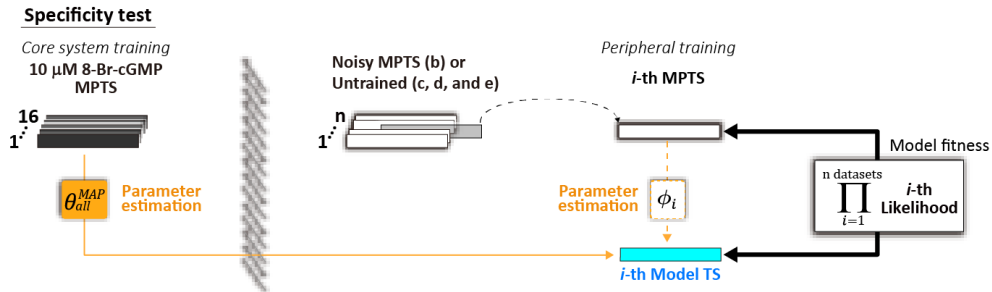 Specificity test
Core system training
10 μM 8-Br-cGMP
MPTS
16
1
θ^{MAP}_{all}
Parameter
estimation
Noisy MPTS (b) or
Untrained (c, d, and e)
n
1
Peripheral training
i-th MPTS
Parameter
estimation
ϕ_i
i-th Model TS
Model fitness
n datasets
∏
i=1
i-th
Likelihood